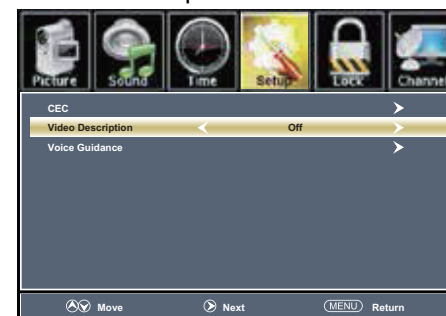 Picture Sound Time Setup Lock Channel
CEC
Video Description Off
Voice Guidance
Move Next MENU Return